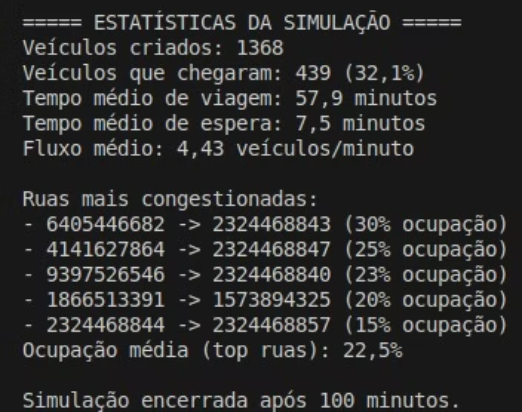 ===== ESTATÍSTICAS DA SIMULAÇÃO =====
Veículos criados: 1368
Veículos que chegaram: 439 (32,1%)
Tempo médio de viagem: 57,9 minutos
Tempo médio de espera: 7,5 minutos
Fluxo médio: 4,43 veículos/minuto
Ruas mais congestionadas:
- 6405446682 -> 2324468843 (30% ocupação)
- 4141627864 -> 2324468847 (25% ocupação)
- 9397526546 -> 2324468840 (23% ocupação)
- 1866513391 -> 1573894325 (20% ocupação)
- 2324468844 -> 2324468857 (15% ocupação)
Ocupação média (top ruas): 22,5%
Simulação encerrada após 100 minutos.